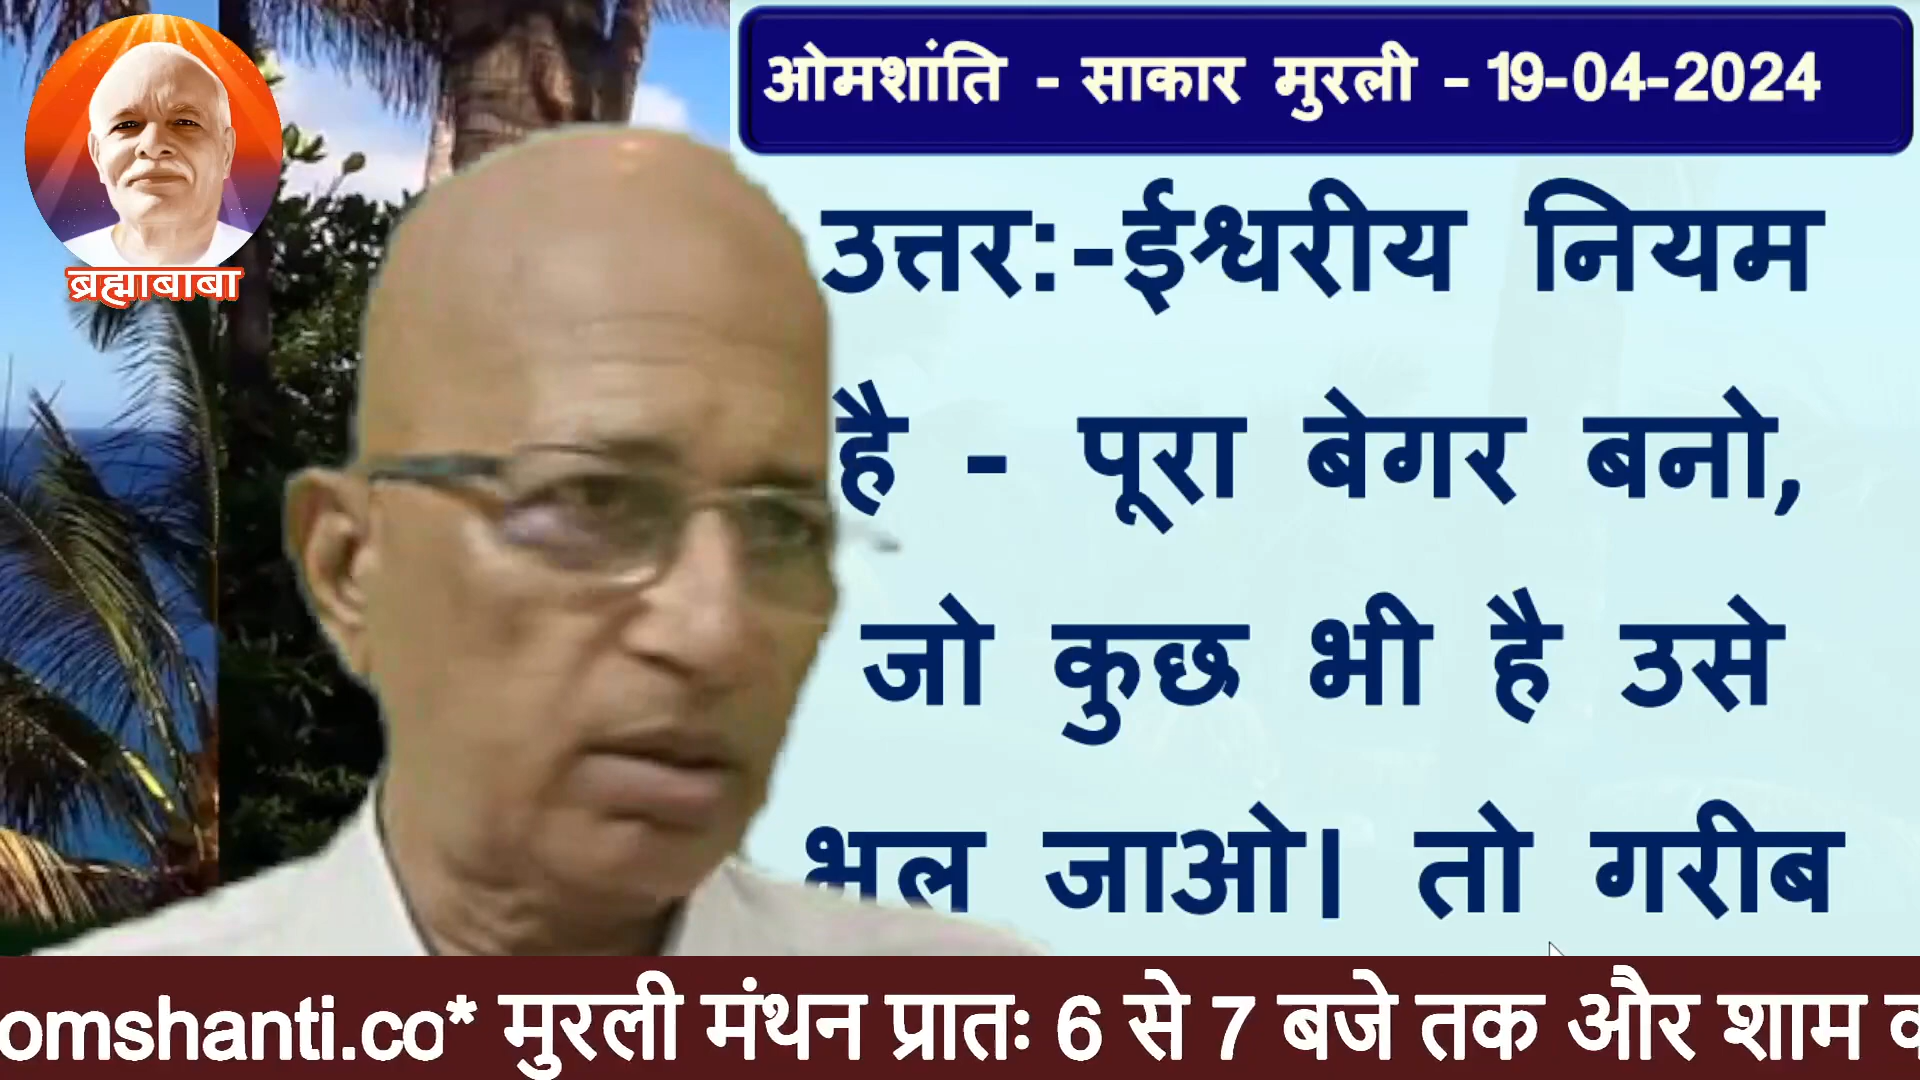 ओमशांति - साकार मुरली - 19-04-2024
ब्रह्माबाबा
उत्तर:-ईश्वरीय नियम
है - पूरा बेगर बनो,
जो कुछ भी है उसे
भूल जाओ। तो गरीब
omshanti.co* मुरली मंथन प्रातः 6 से 7 बजे तक और शाम